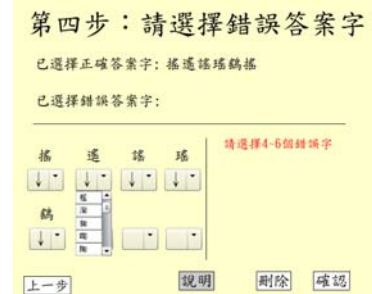 第四步：請選擇錯誤答案字
已選擇正確答案字: 搖遙謠瑤鷂搖
已選擇錯誤答案字:
請選擇4~6個錯誤字
搖 遙 謠 瑤
↓ ↓ ↓ ↓
鷂
↓
上一步 說明 刪除 確認